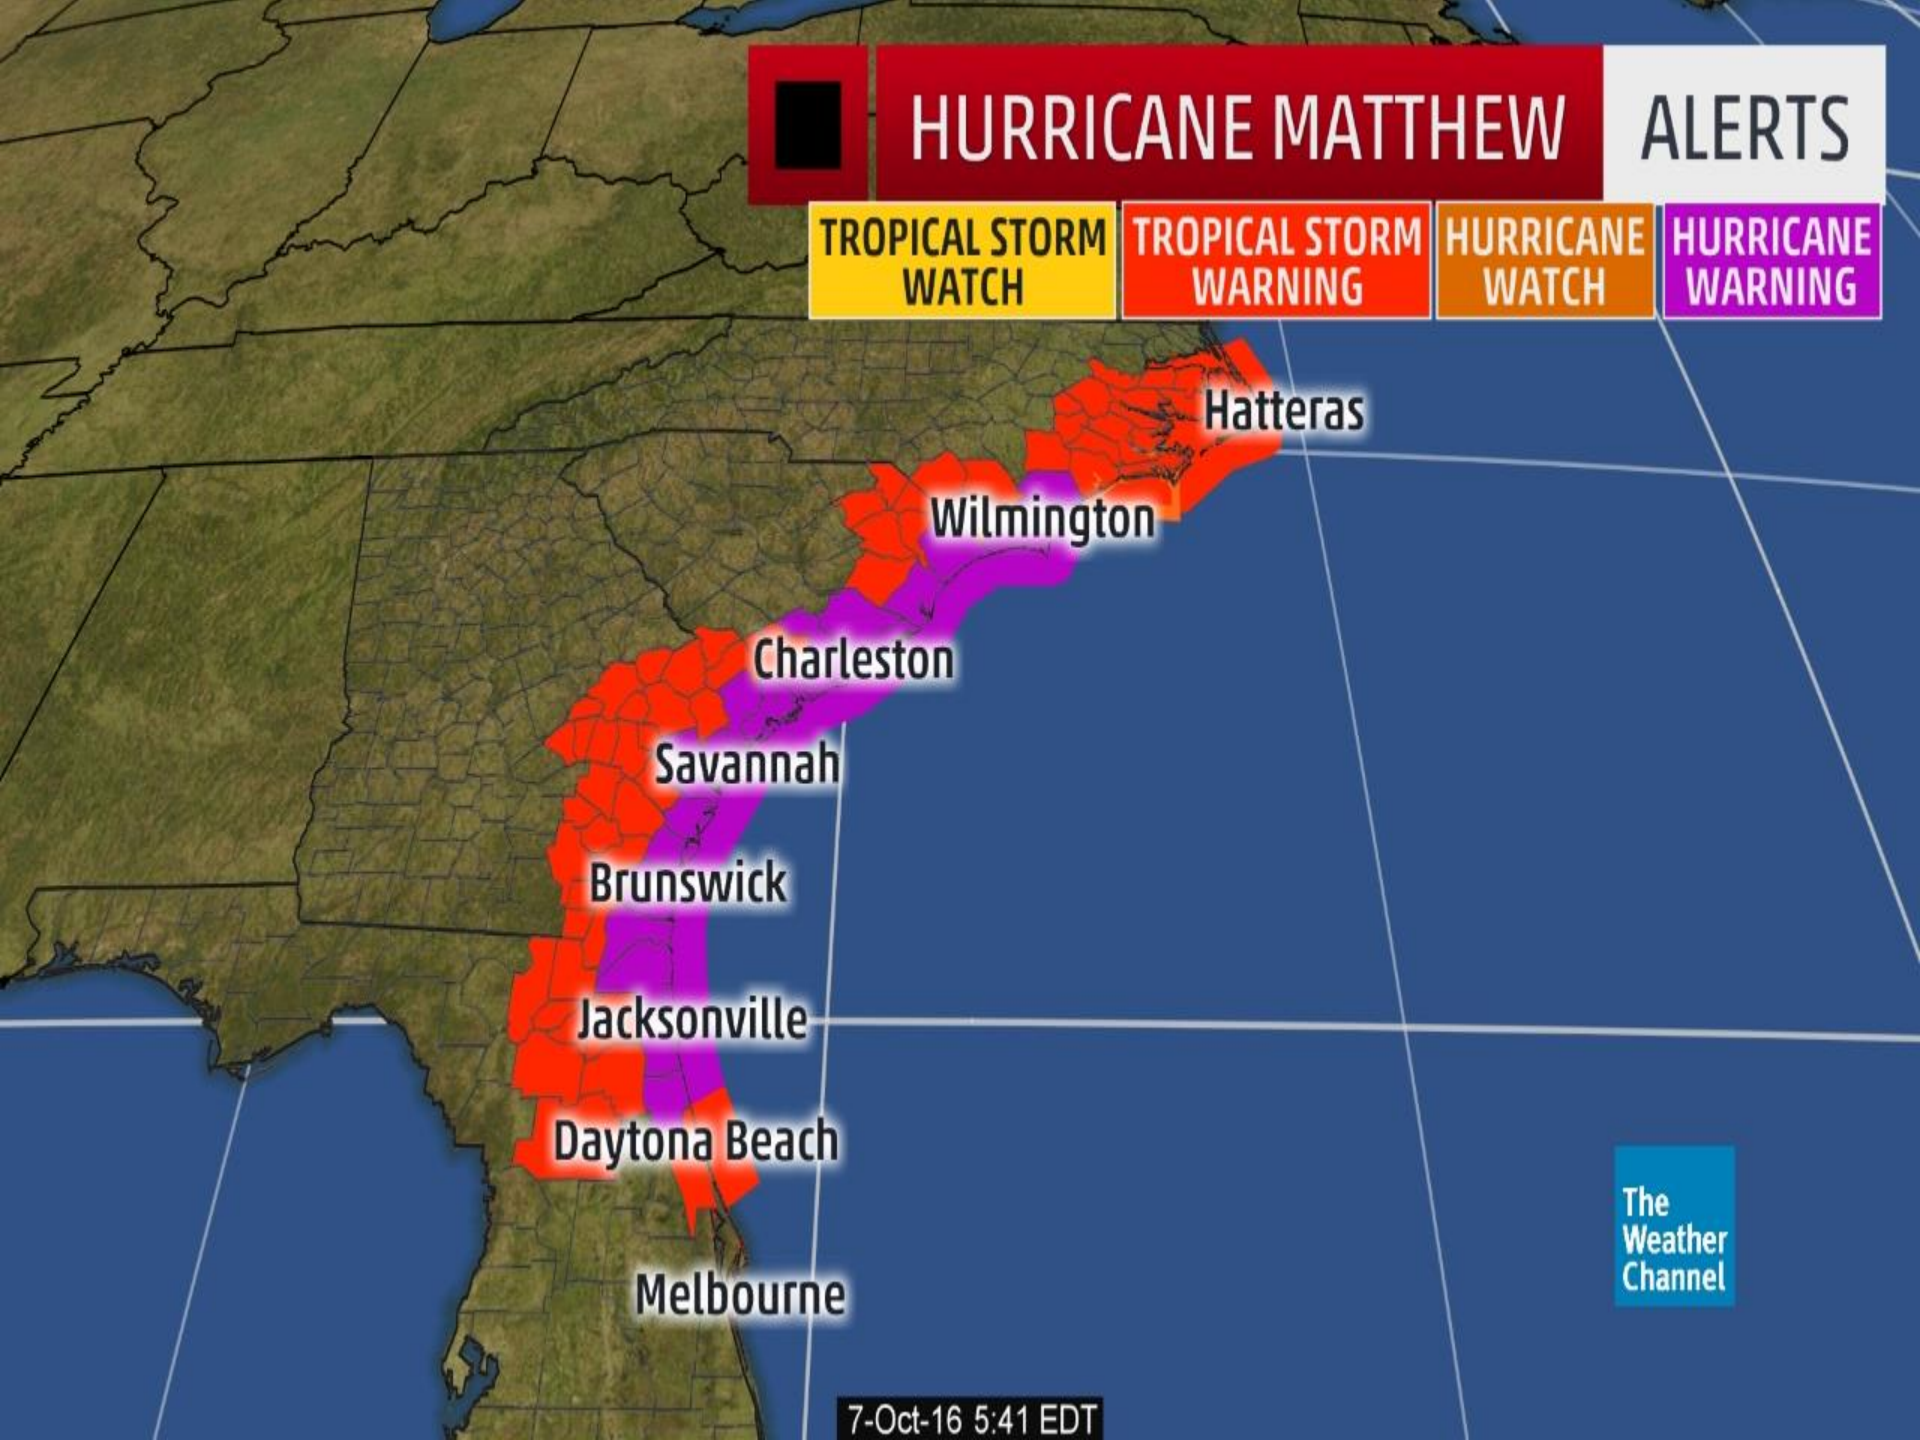 HURRICANE MATTHEW ALERTS
TROPICAL STORM
WATCH
TROPICAL STORM
WARNING
HURRICANE
WATCH
HURRICANE
WARNING
Hatteras
Wilmington
Charleston
Savannah
Brunswick
Jacksonville
Daytona Beach
Melbourne
The
Weather
Channel
7-Oct-16 5:41 EDT